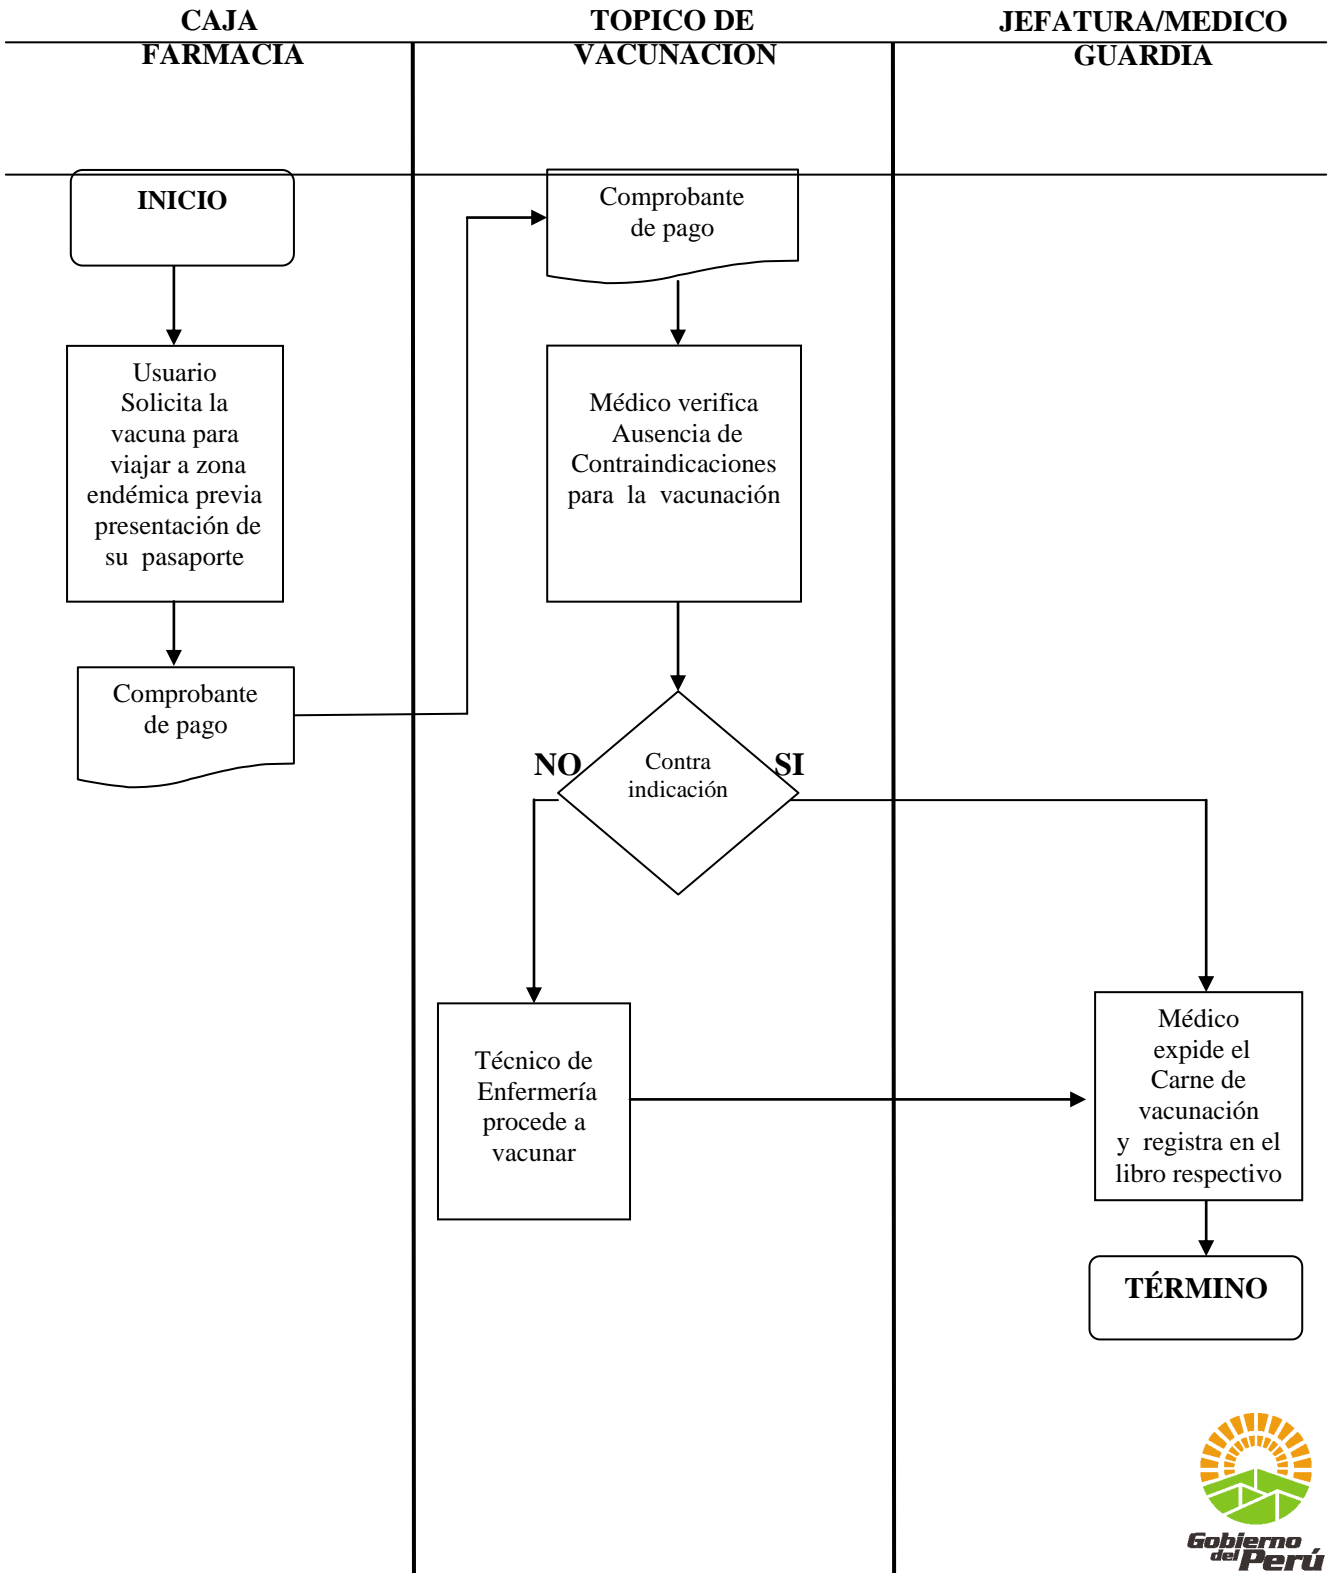 CAJA
FARMACIA
TOPICO DE
VACUNACION
JEFATURA/MEDICO
GUARDIA
INICIO
Usuario
Solicita la
vacuna para
viajar a zona
endémica previa
presentación de
su pasaporte
Comprobante
de pago
Comprobante
de pago
Médico verifica
Ausencia de
Contraindicaciones
para la vacunación
NO
Contra
indicación
SI
Técnico de
Enfermería
procede a
vacunar
Médico
expide el
Carne de
vacunación
y registra en el
libro respectivo
TÉRMINO
Gobierno
del Perú